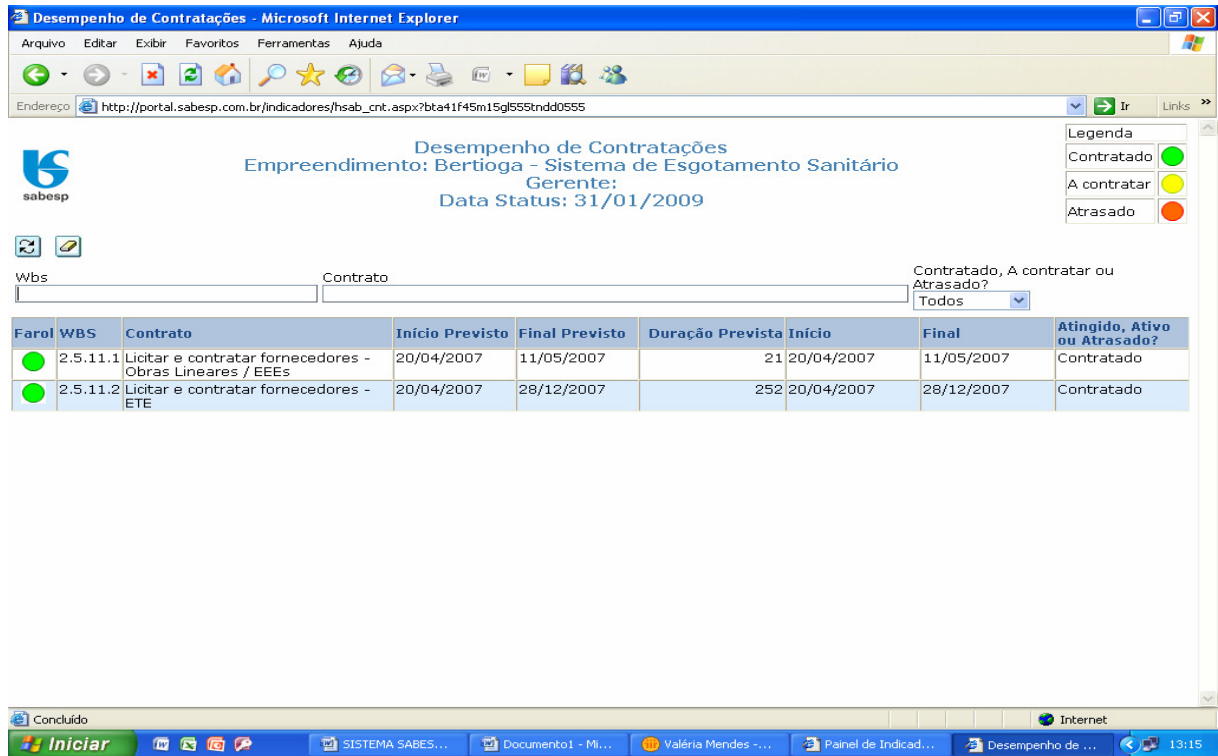 Desempenho de Contratações - Microsoft Internet Explorer
Arquivo Editar Exibir Favoritos Ferramentas Ajuda
Endereço http://portal.sabesp.com.br/indicadores/hsab_cnt.aspx?bta41f45m15gl555tndd0555 Ir Links »
sabesp
Desempenho de Contratações
Empreendimento: Bertioga - Sistema de Esgotamento Sanitário
Gerente:
Data Status: 31/01/2009
Legenda
Contratado
A contratar
Atrasado
Wbs Contrato Contratado, A contratar ou
Atrasado?
Todos
Farol WBS Contrato Início Previsto Final Previsto Duração Prevista Início Final Atingido, Ativo
ou Atrasado?
2.5.11.1 Licitar e contratar fornecedores - 20/04/2007 11/05/2007 21 20/04/2007 11/05/2007 Contratado
Obras Lineares / EEEs
2.5.11.2 Licitar e contratar fornecedores - 20/04/2007 28/12/2007 252 20/04/2007 28/12/2007 Contratado
ETE
Concluído Internet
Iniciar SISTEMA SABES... Documento1 - Mi... Valéria Mendes -... Painel de Indicad... Desempenho de ... 13:15